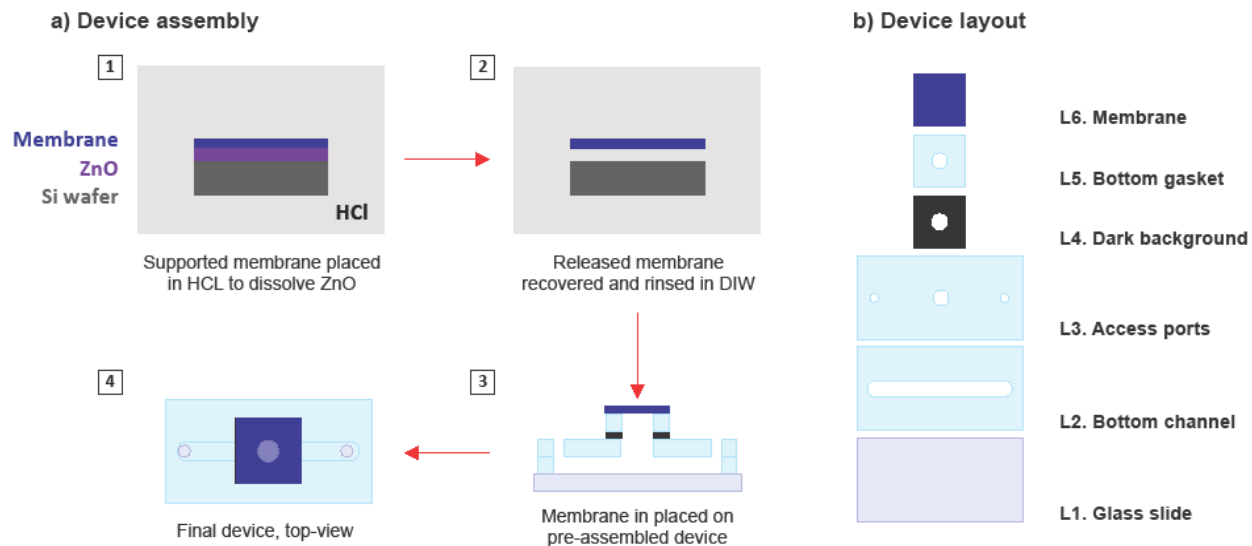 a) Device assembly
1
Membrane
ZnO
Si wafer
HCl
Supported membrane placed
in HCL to dissolve ZnO
2
Released membrane
recovered and rinsed in DIW
4
Final device, top-view
3
Membrane in placed on
pre-assembled device
b) Device layout
L6. Membrane
L5. Bottom gasket
L4. Dark background
L3. Access ports
L2. Bottom channel
L1. Glass slide